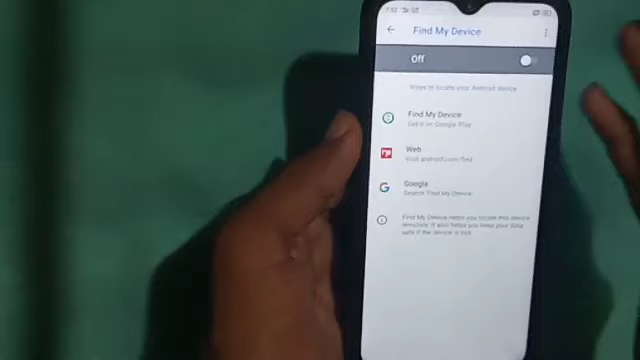 Find My Device
Off
Ways to locate your Android device
Find My Device
Get it on Google Play
Web
Visit android.com/find
Google
Search 'Find My Device'
Find My Device helps you locate this device
remotely. It also helps you keep your data
safe if the device is lost.